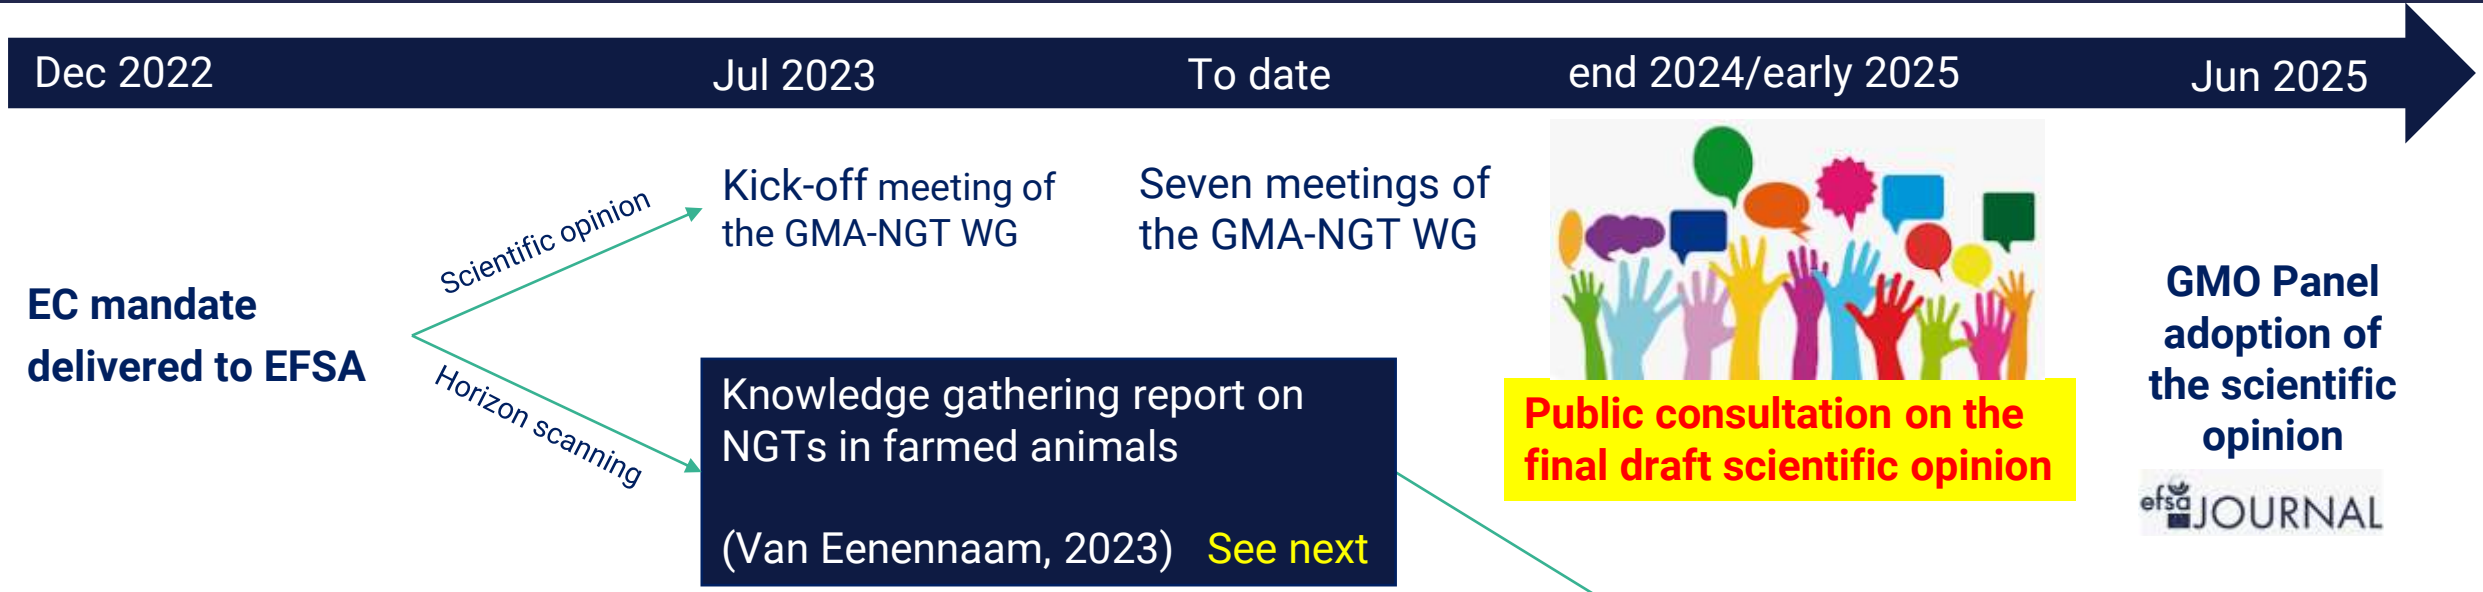 Dec 2022
Jul 2023
To date
end 2024/early 2025
Jun 2025
Kick-off meeting of
the GMA-NGT WG
Seven meetings of
the GMA-NGT WG
Scientific opinion
EC mandate
delivered to EFSA
Horizon scanning
Knowledge gathering report on
NGTs in farmed animals
(Van Eenennaam, 2023) See next
Public consultation on the
final draft scientific opinion
GMO Panel
adoption of
the scientific
opinion
efsa JOURNAL